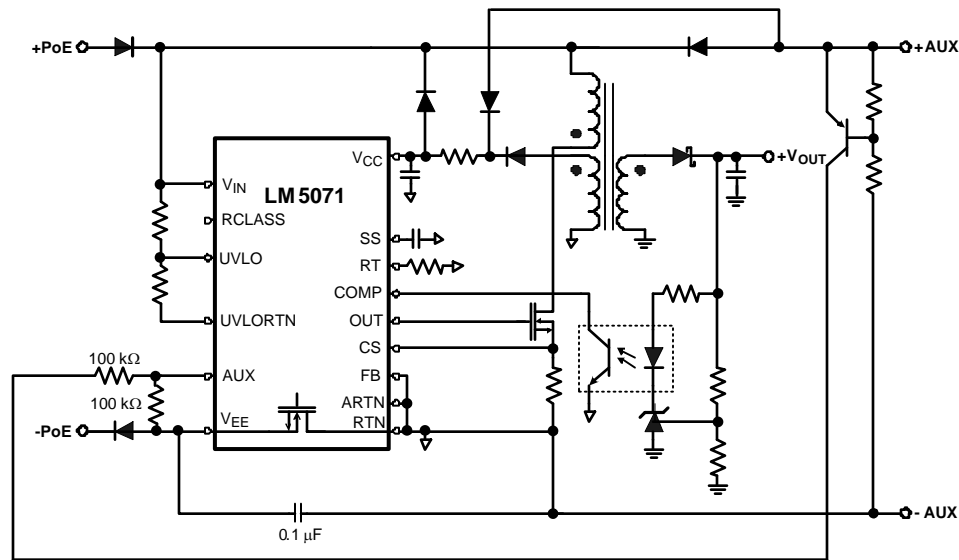 +PoE
+AUX
VCC
+VOUT
LM5071
VIN
RCLASS
SS
UVLO
RT
COMP
UVLORTN
OUT
CS
100 kΩ
AUX
FB
100 kΩ
ARTN
VEE
RTN
-PoE
- AUX
0.1 μF